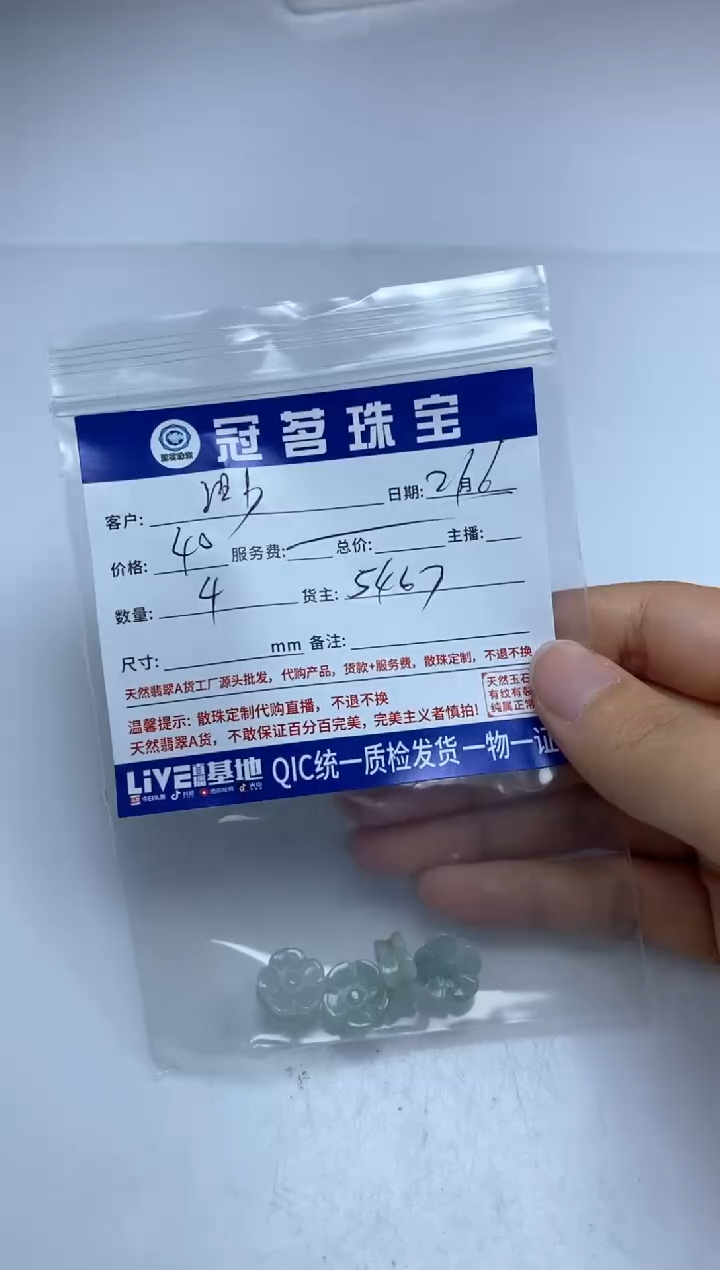 冠茗珠宝
客户: 日期: 2月6
价格: 40 服务费: 总价: 主播:
数量: 4 货主: 5467
尺寸: mm 备注:
天然翡翠A货工厂源头批发，代购产品，货款+服务费，散珠定制，不退不换
温馨提示: 散珠定制代购直播，不退不换
天然翡翠A货，不敢保证百分百完美，完美主义者慎拍!
天然玉石
有纹有裂
纯属正常
LiVE直播基地 QIC统一质检发货 一物一证